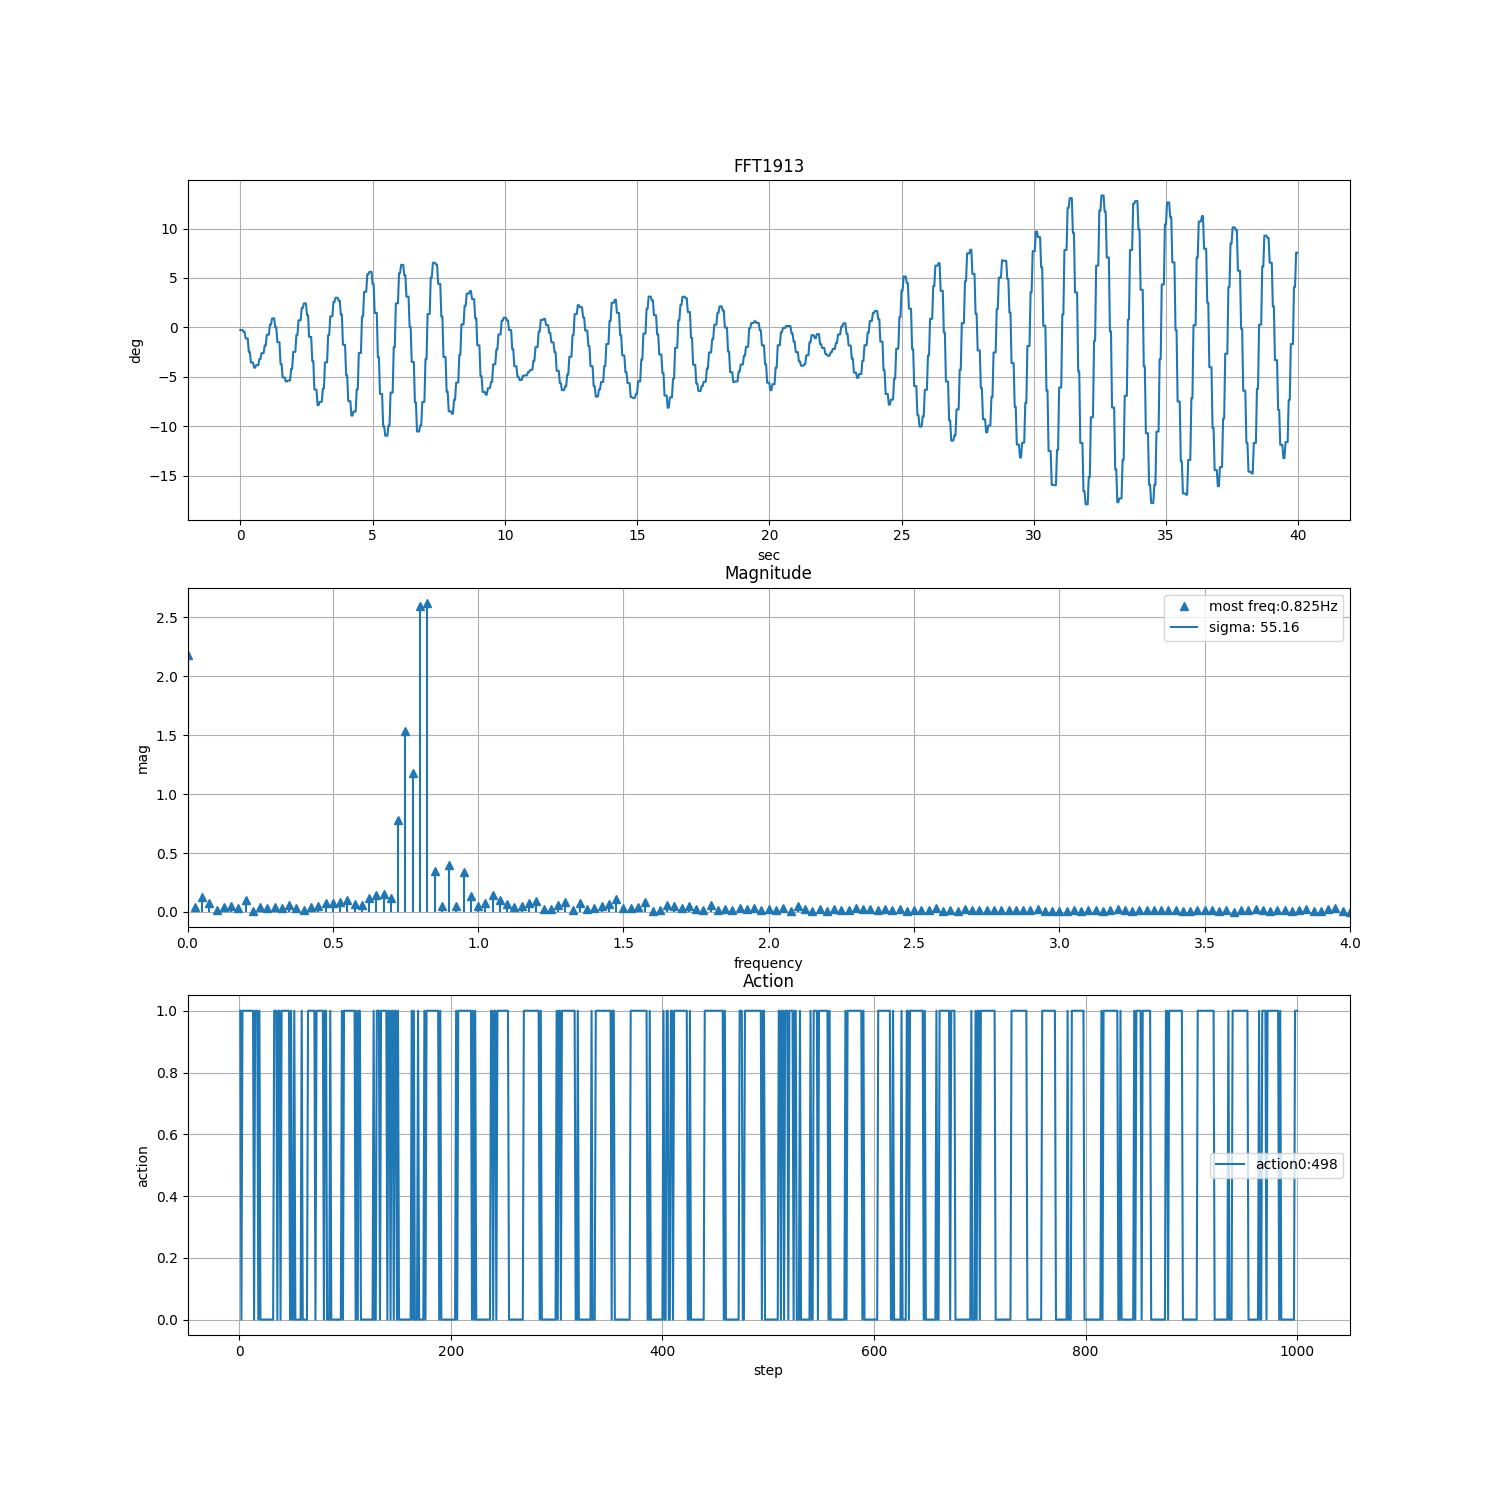 FFT1913
10
5
0
−5
−10
−15
deg
0 5 10 15 20 25 30 35 40
sec
Magnitude
most freq:0.825Hz
sigma: 55.16
2.5
2.0
1.5
1.0
0.5
0.0
mag
0.0 0.5 1.0 1.5 2.0 2.5 3.0 3.5 4.0
frequency
Action
1.0
0.8
0.6
0.4
0.2
0.0
action
action0:498
0 200 400 600 800 1000
step